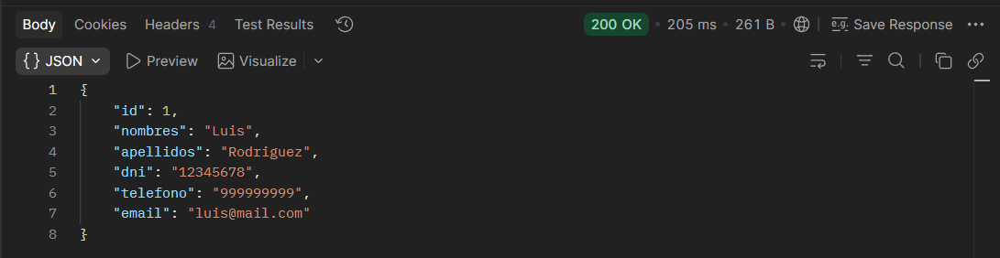 Body Cookies Headers 4 Test Results 200 OK • 205 ms • 261 B • e.g. Save Response
{} JSON Preview Visualize
1 {
2 "id": 1,
3 "nombres": "Luis",
4 "apellidos": "Rodriguez",
5 "dni": "12345678",
6 "telefono": "999999999",
7 "email": "luis@mail.com"
8 }